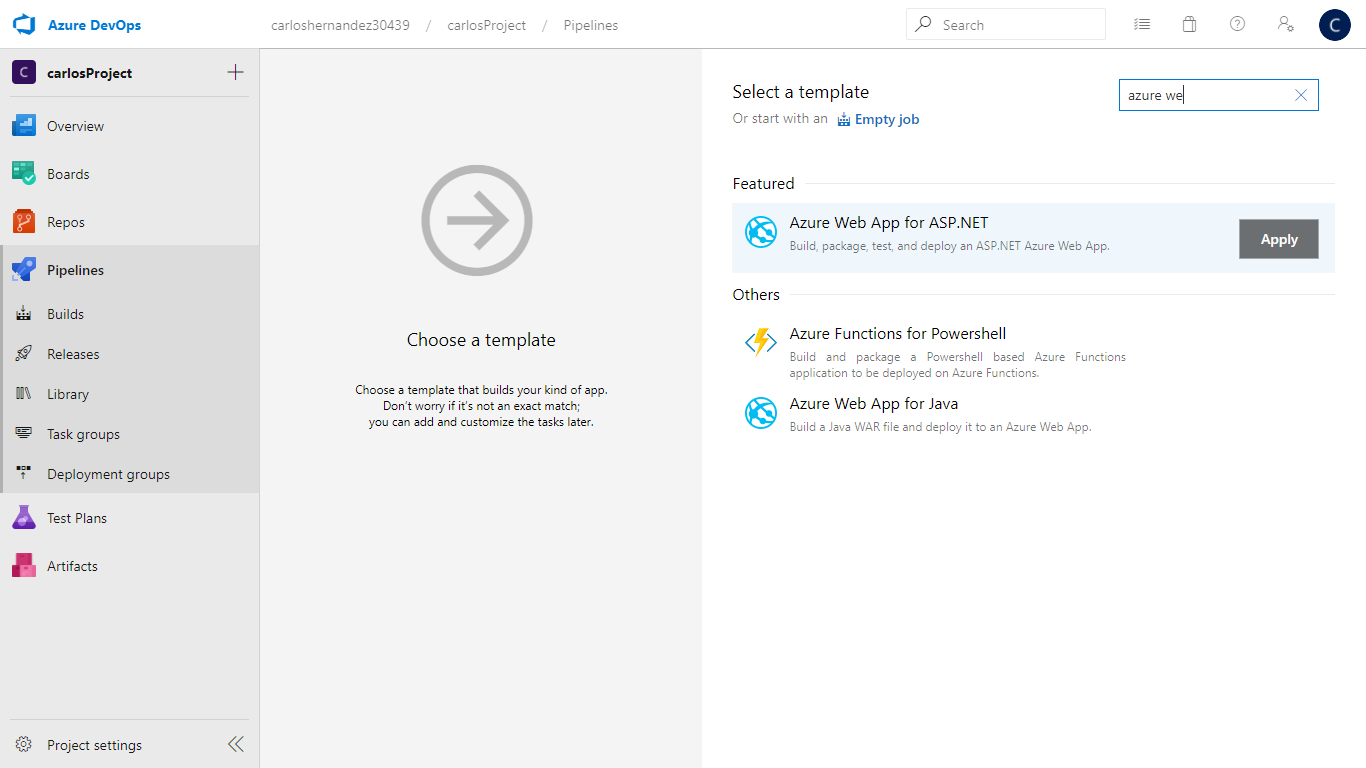 Azure DevOps
carloshernandez30439 / carlosProject / Pipelines
Search
C
C
carlosProject
Overview
Boards
Repos
Pipelines
Builds
Releases
Library
Task groups
Deployment groups
Test Plans
Artifacts
Project settings
Choose a template
Choose a template that builds your kind of app.
Don't worry if it's not an exact match;
you can add and customize the tasks later.
Select a template
azure we
Or start with an Empty job
Featured
Azure Web App for ASP.NET
Build, package, test, and deploy an ASP.NET Azure Web App.
Apply
Others
Azure Functions for Powershell
Build and package a Powershell based Azure Functions
application to be deployed on Azure Functions.
Azure Web App for Java
Build a Java WAR file and deploy it to an Azure Web App.